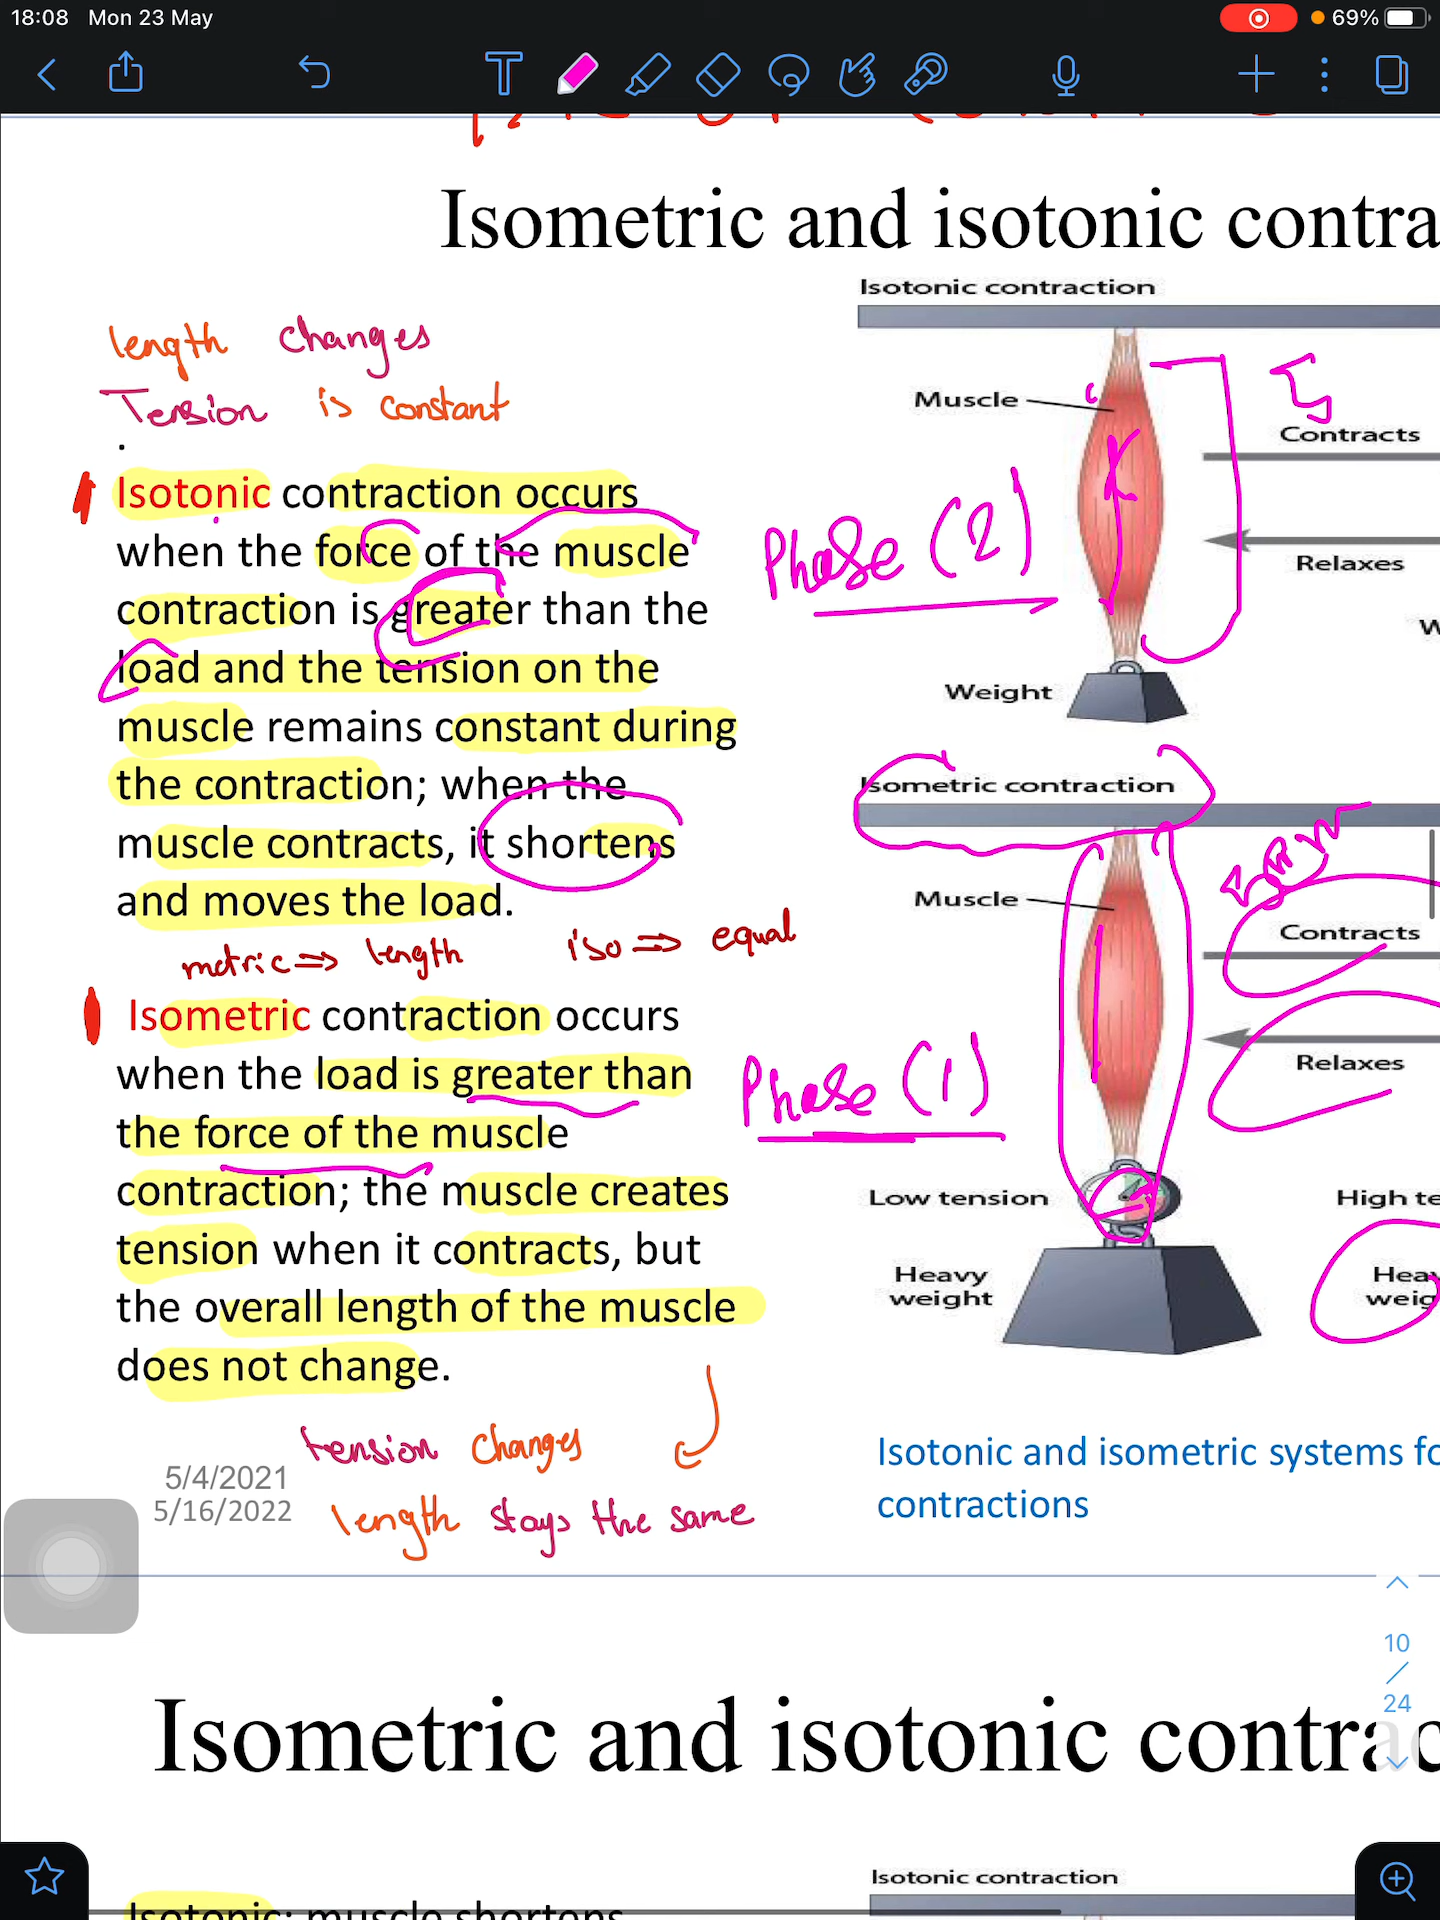 18:08 Mon 23 May
69%
Isometric and isotonic contra
Isotonic contraction
length changes
Tension is constant
Muscle
Contracts
Isotonic contraction occurs
when the force of the muscle
contraction is greater than the
load and the tension on the
muscle remains constant during
the contraction; when the
muscle contracts, it shortens
and moves the load.
Phase (2)
Relaxes
W
Weight
metric ⇒ length iso ⇒ equal
Isometric contraction occurs
when the load is greater than
the force of the muscle
contraction; the muscle creates
tension when it contracts, but
the overall length of the muscle
does not change.
Isometric contraction
Muscle
Contracts
Phase (1)
Relaxes
Low tension
High te
Heavy
weight
Hea
weig
tension changes
length stays the same
5/4/2021
5/16/2022
Isotonic and isometric systems fo
contractions
10
/
24
Isometric and isotonic contrac
Isotonic contraction
Isotonic: muscle shortens